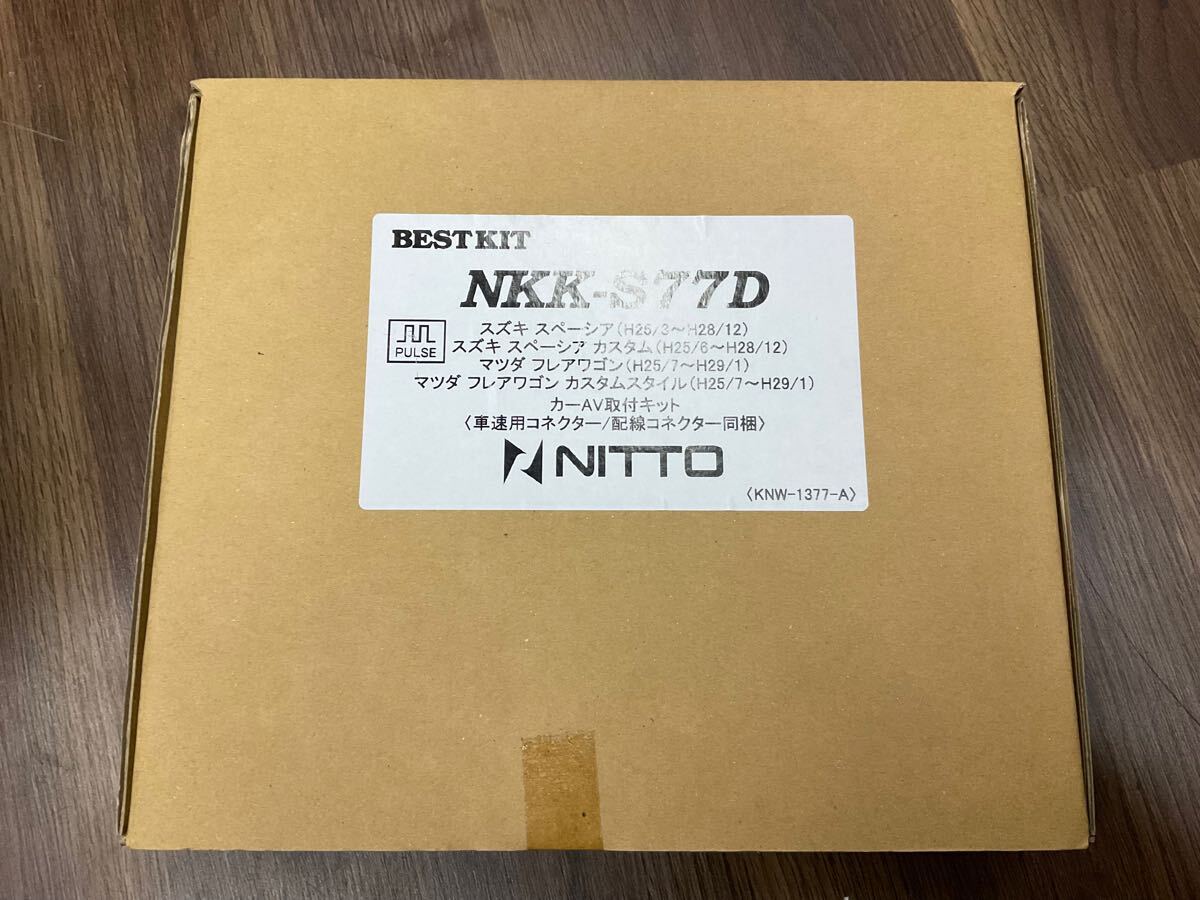 BEST KIT
NKK-S77D
PULSE
スズキ スペーシア(H25/3～H28/12)
スズキ スペーシア カスタム(H25/6～H28/12)
マツダ フレアワゴン(H25/7～H29/1)
マツダ フレアワゴン カスタムスタイル(H25/7～H29/1)
カーAV取付キット
〈車速用コネクター/配線コネクター同梱〉
NITTO
〈KNW-1377-A〉